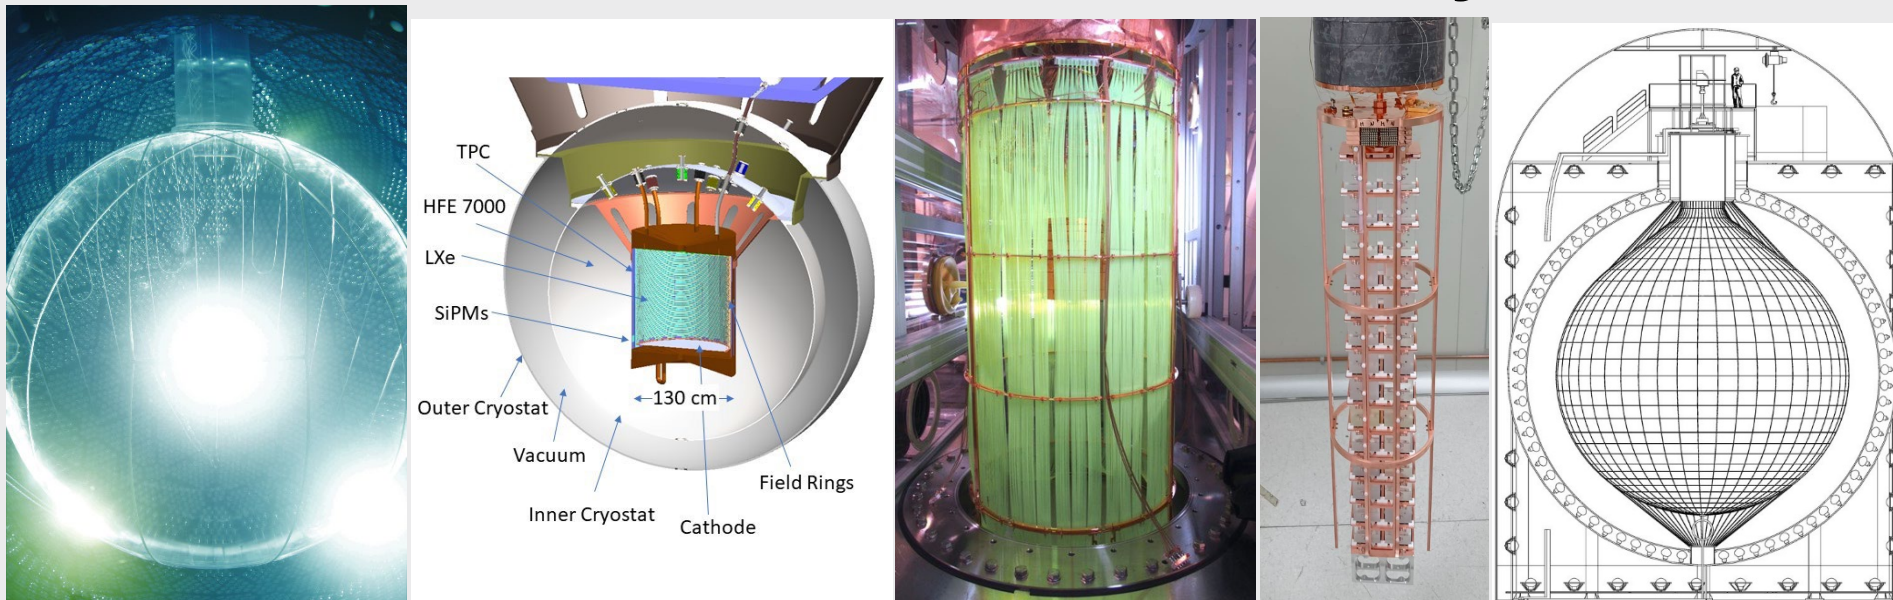 TPC
HFE 7000
LXe
SiPMs
130 cm
Outer Cryostat
Vacuum
Field Rings
Inner Cryostat
Cathode